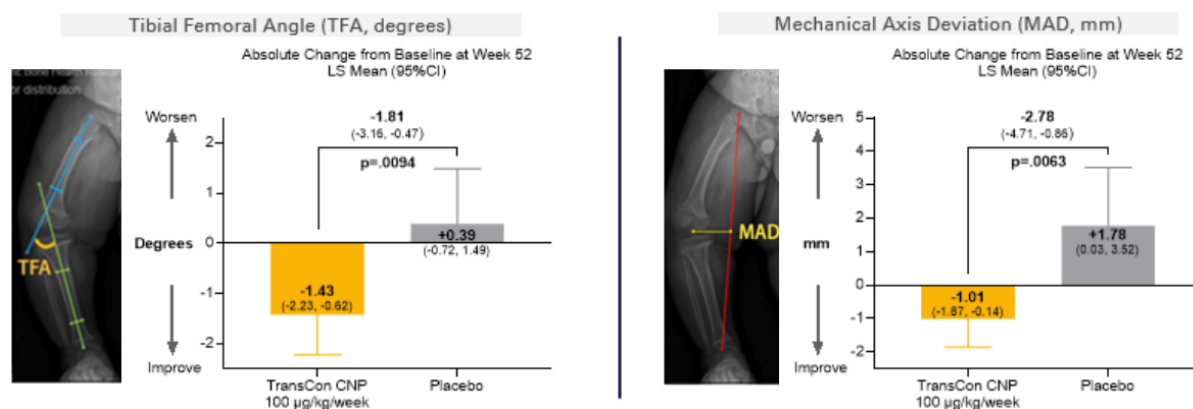 Tibial Femoral Angle (TFA, degrees)
Absolute Change from Baseline at Week 52
LS Mean (95%CI)
or distribution
TFA
Worsen
Degrees
Improve
2
1
0
-1
-2
-1.81
(-3.16, -0.47)
p=.0094
+0.39
(-0.72, 1.49)
-1.43
(-2.23, -0.62)
TransCon CNP
100 µg/kg/week
Placebo
Mechanical Axis Deviation (MAD, mm)
Absolute Change from Baseline at Week 52
LS Mean (95%CI)
MAD
Worsen
mm
Improve
5
4
3
2
1
0
-1
-2
-2.78
(-4.71, -0.86)
p=.0063
+1.78
(0.03, 3.52)
-1.01
(-1.87, -0.14)
TransCon CNP
100 µg/kg/week
Placebo